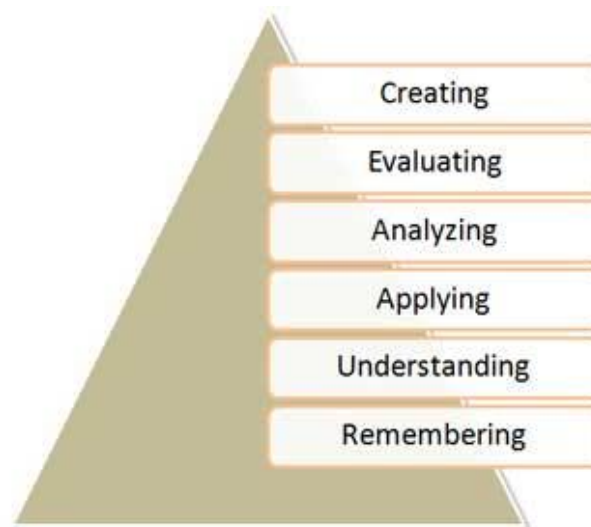 Creating
Evaluating
Analyzing
Applying
Understanding
Remembering